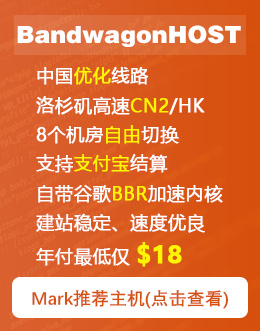 BandwagonHOST
中国优化线路
洛杉矶高速CN2/HK
8个机房自由切换
支持支付宝结算
自带谷歌BBR加速内核
建站稳定、速度优良
年付最低仅 $18
Mark推荐主机(点击查看)